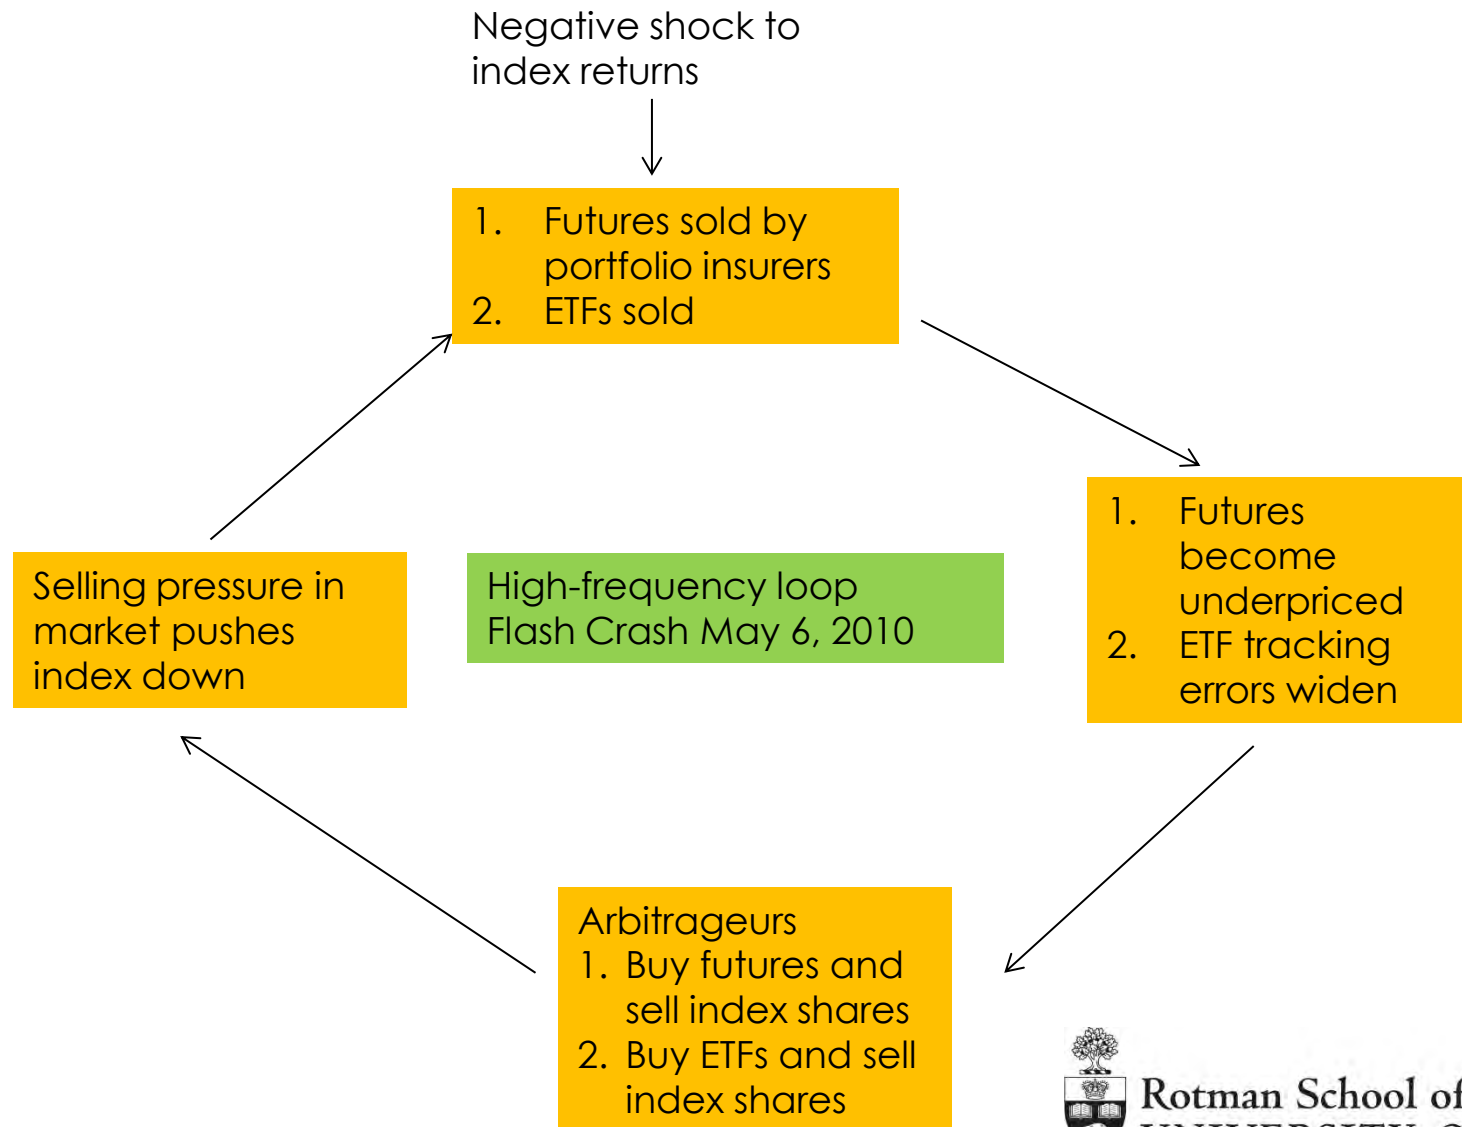 Negative shock to
index returns
1. Futures sold by
portfolio insurers
2. ETFs sold
1. Futures
become
underpriced
2. ETF tracking
errors widen
Selling pressure in
market pushes
index down
High-frequency loop
Flash Crash May 6, 2010
Arbitrageurs
1. Buy futures and
sell index shares
2. Buy ETFs and sell
index shares
Rotman School of
UNIVERSITY O